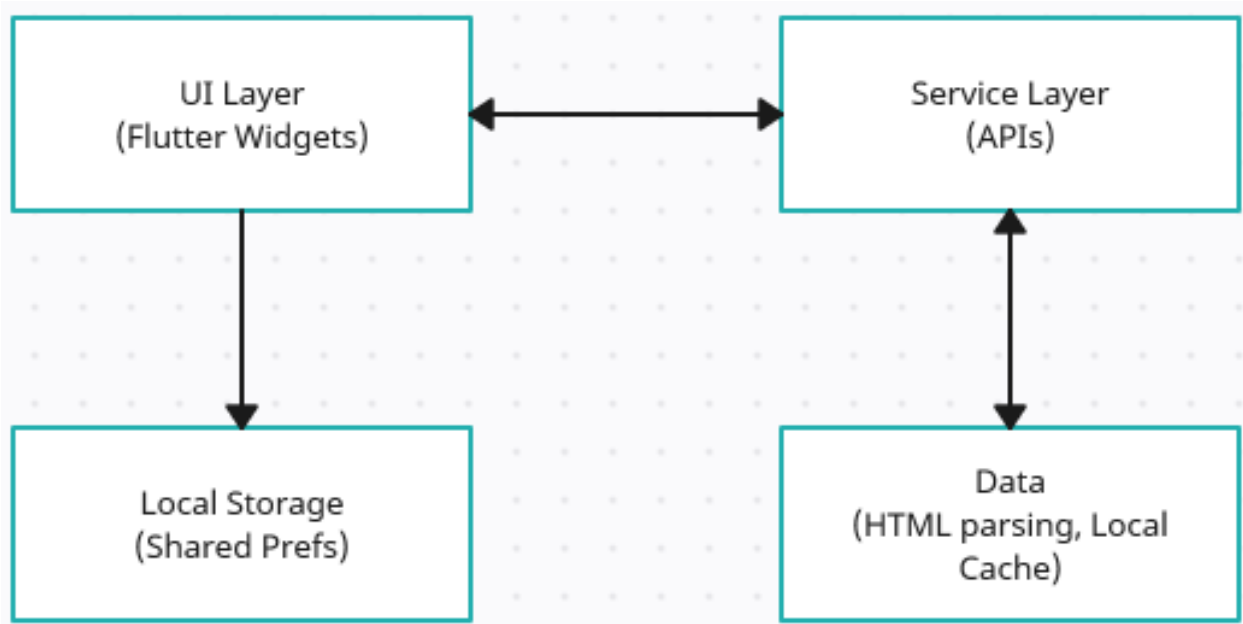 UI Layer
(Flutter Widgets)
Service Layer
(APIs)
Local Storage
(Shared Prefs)
Data
(HTML parsing, Local
Cache)